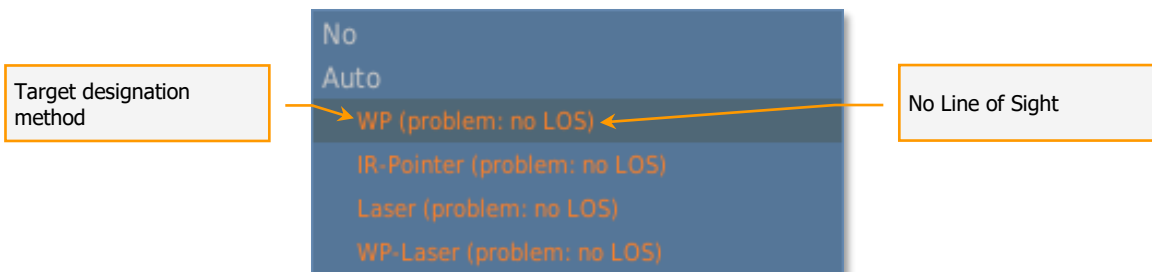 No
Auto
Target designation
method
WP (problem: no LOS)
No Line of Sight
IR-Pointer (problem: no LOS)
Laser (problem: no LOS)
WP-Laser (problem: no LOS)